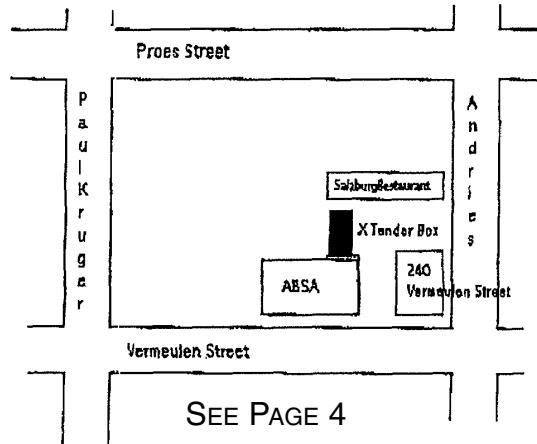 Proes Street
Paul Kruger
Andries
Salzburg Restaurant
X Tender Box
ABSA
240
Vermeulen Street
Vermeulen Street
SEE PAGE 4